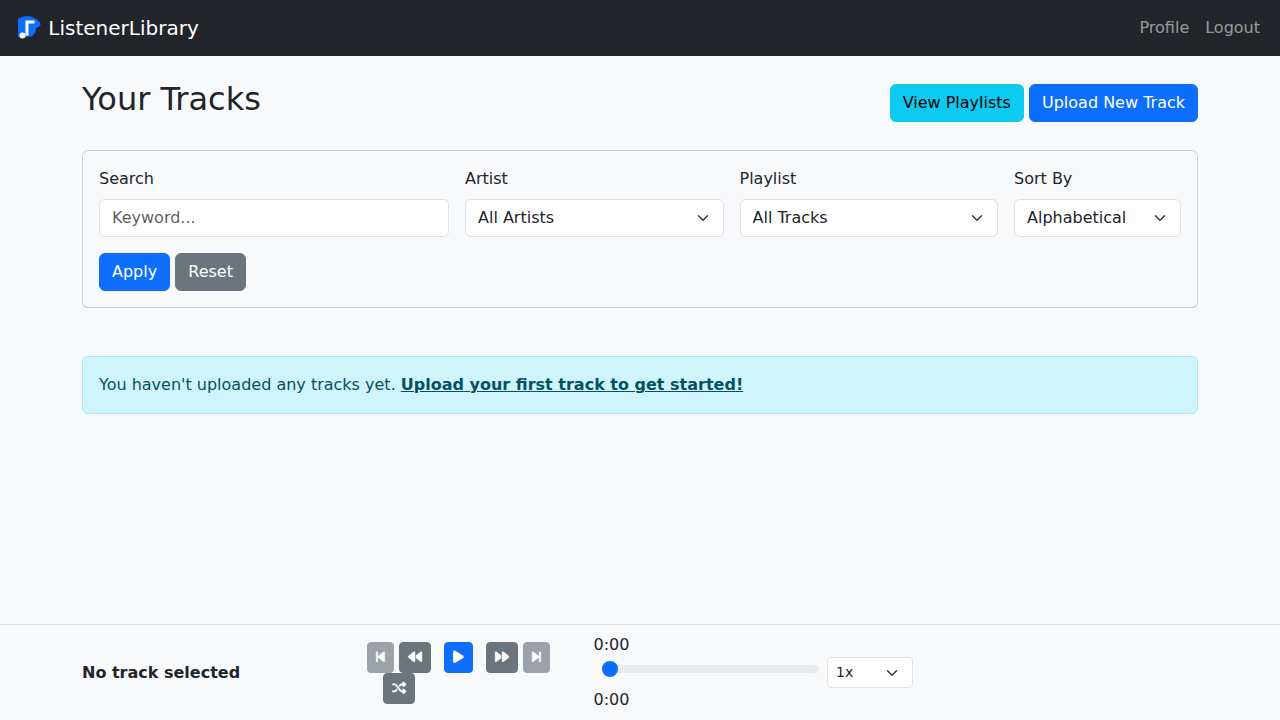 ListenerLibrary
Profile
Logout
Your Tracks
View Playlists
Upload New Track
Search
Artist
Playlist
Sort By
Keyword...
All Artists
All Tracks
Alphabetical
Apply
Reset
You haven't uploaded any tracks yet. Upload your first track to get started!
No track selected
0:00
0:00
1x